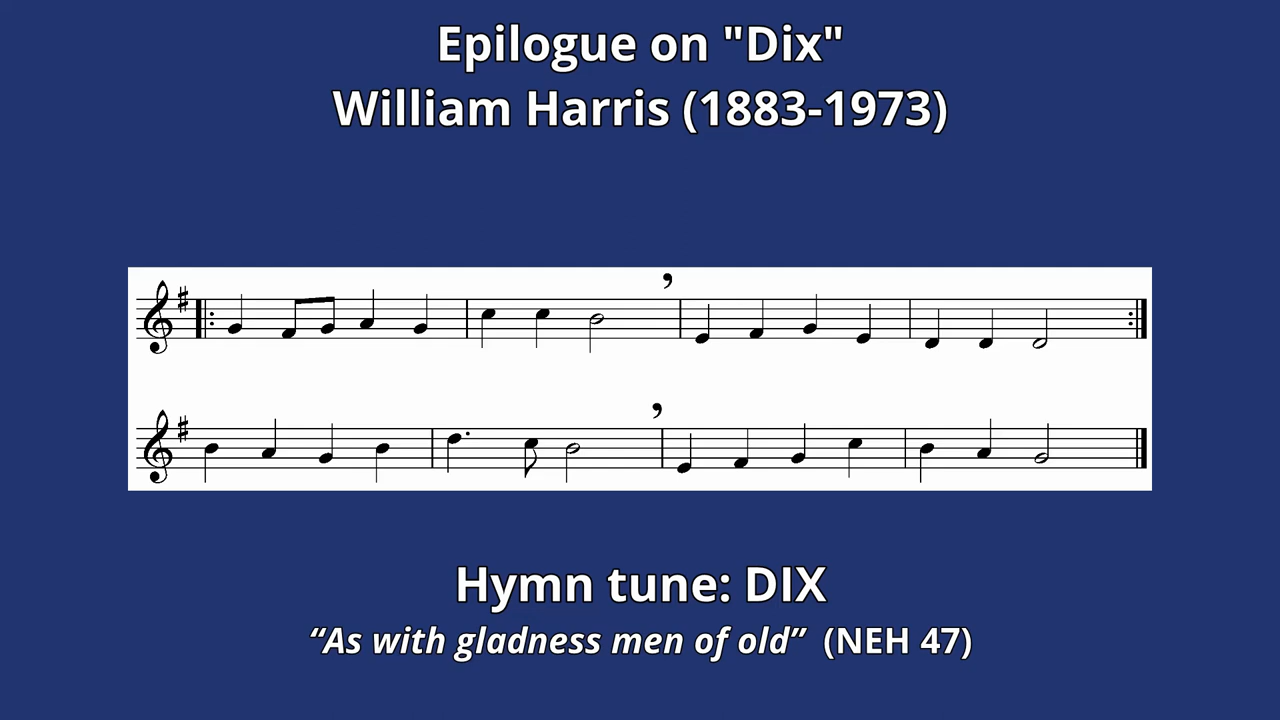 Epilogue on "Dix"
William Harris (1883-1973)
Hymn tune: DIX
“As with gladness men of old” (NEH 47)